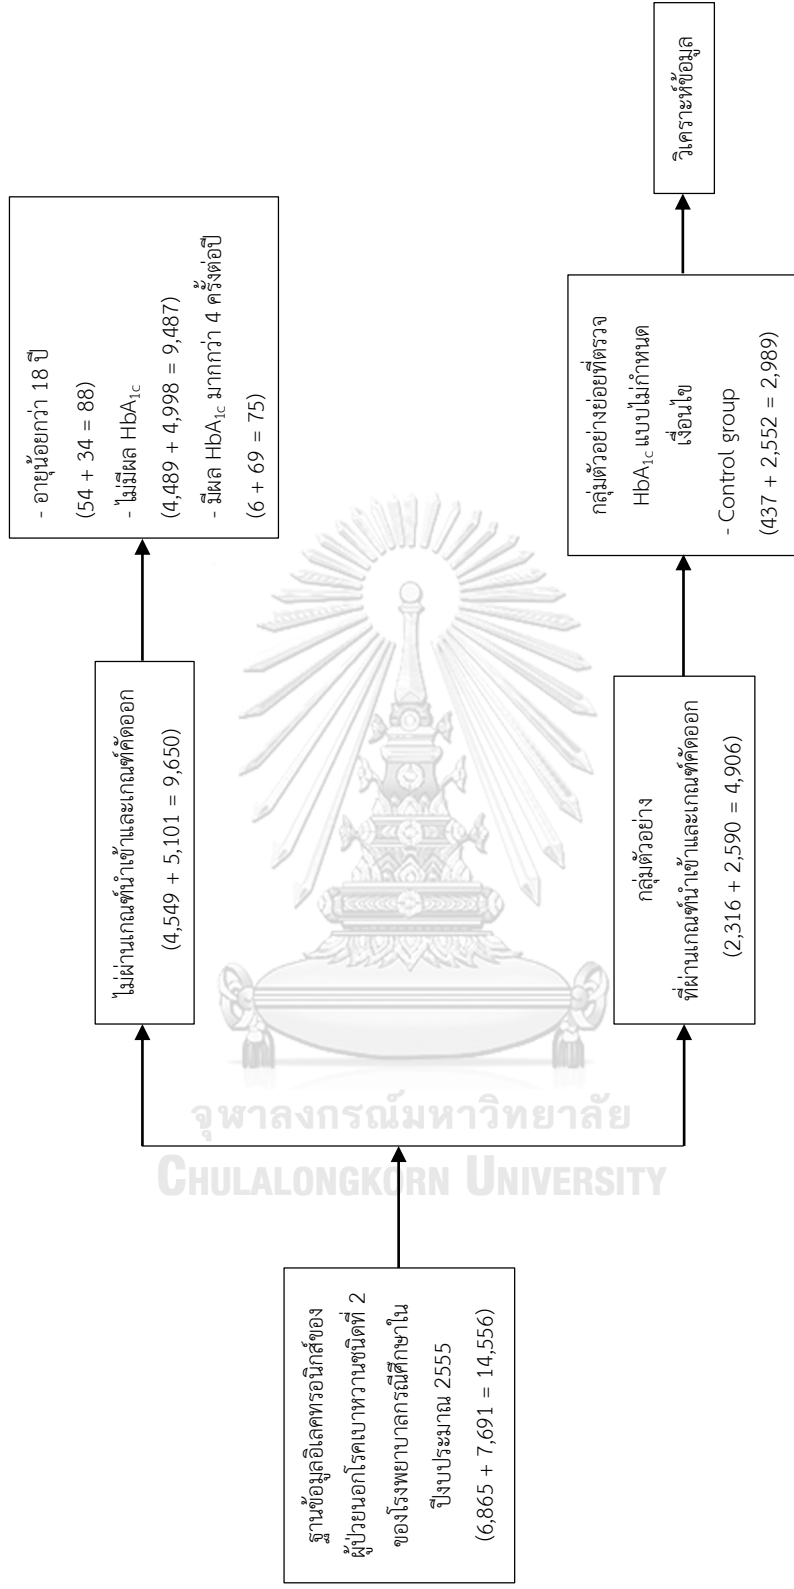 ฐานข้อมูลอิเลคทรอนิกส์ของ
ผู้ป่วยนอกโรคเบาหวานชนิดที่ 2
ของโรงพยาบาลกรณีศึกษาใน
ปีงบประมาณ 2555
(6,865 + 7,691 = 14,556)
ไม่ผ่านเกณฑ์นำเข้าและเกณฑ์คัดออก
(4,549 + 5,101 = 9,650)
- อายุน้อยกว่า 18 ปี
(54 + 34 = 88)
- ไม่มีผล HbA1c
(4,489 + 4,998 = 9,487)
- มีผล HbA1c มากกว่า 4 ครั้งต่อปี
(6 + 69 = 75)
กลุ่มตัวอย่าง
ที่ผ่านเกณฑ์นำเข้าและเกณฑ์คัดออก
(2,316 + 2,590 = 4,906)
กลุ่มตัวอย่างย่อยที่ตรวจ
HbA1c แบบไม่กำหนด
เงื่อนไข
- Control group
(437 + 2,552 = 2,989)
วิเคราะห์ข้อมูล
จุฬาลงกรณ์มหาวิทยาลัย
CHULALONGKORN UNIVERSITY